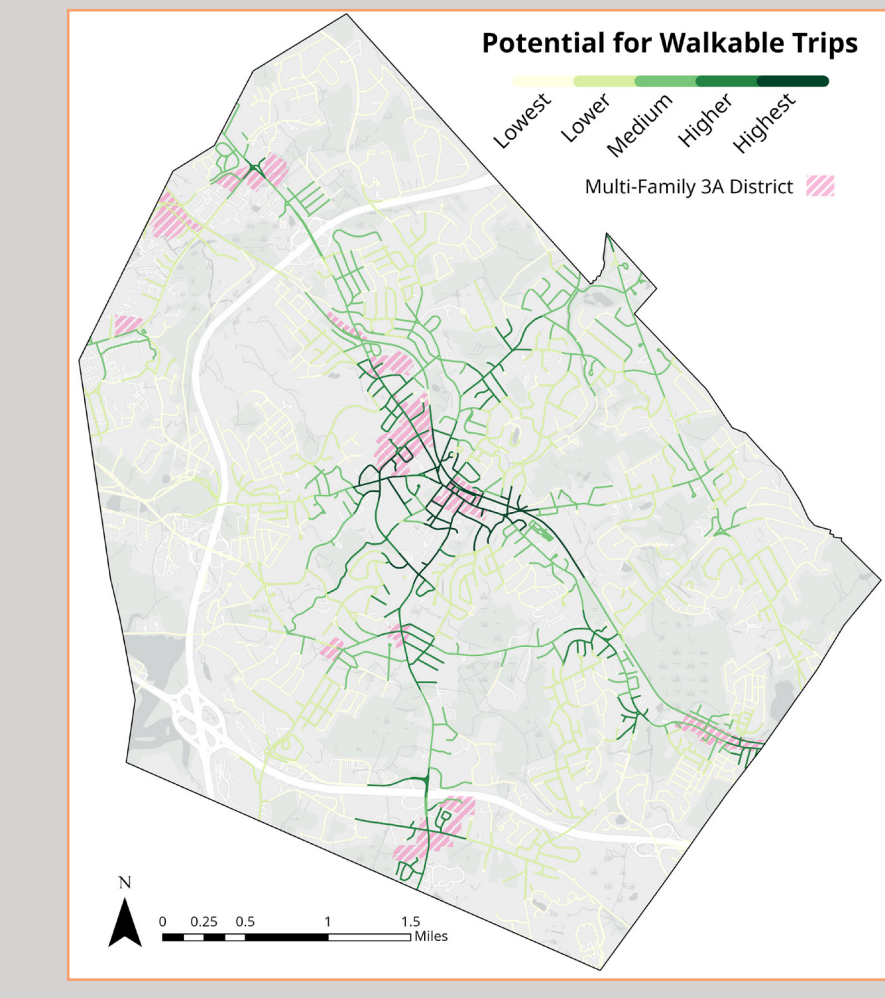 Potential for Walkable Trips
Lowest
Lower
Medium
Higher
Highest
Multi-Family 3A District
N
0 0.25 0.5 1 1.5
Miles